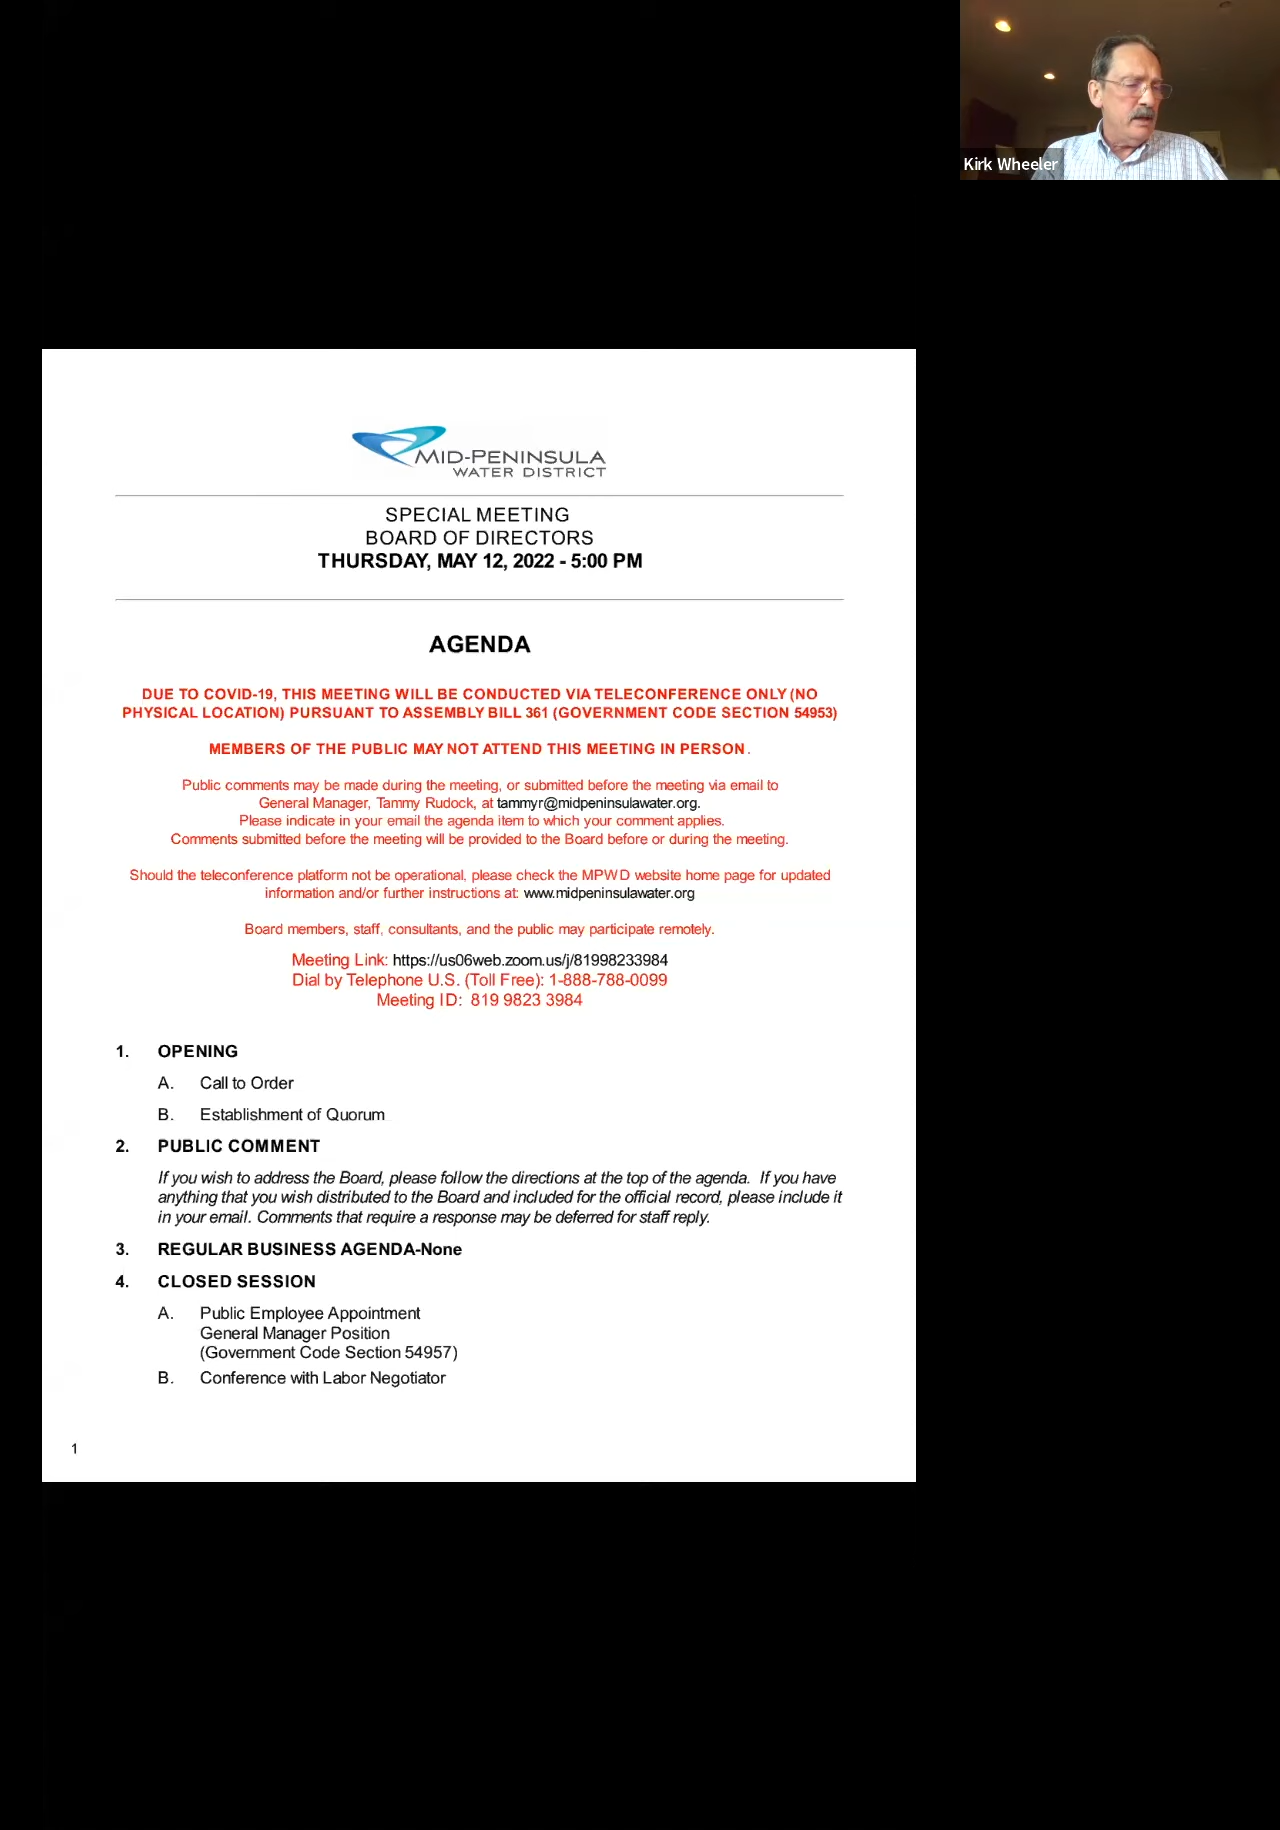 Kirk Wheeler
MID-PENINSULA
WATER DISTRICT
SPECIAL MEETING
BOARD OF DIRECTORS
THURSDAY, MAY 12, 2022 - 5:00 PM
AGENDA
DUE TO COVID-19, THIS MEETING WILL BE CONDUCTED VIA TELECONFERENCE ONLY (NO
PHYSICAL LOCATION) PURSUANT TO ASSEMBLY BILL 361 (GOVERNMENT CODE SECTION 54953)
MEMBERS OF THE PUBLIC MAY NOT ATTEND THIS MEETING IN PERSON.
Public comments may be made during the meeting, or submitted before the meeting via email to
General Manager, Tammy Rudock, at tammyr@midpeninsulawater.org.
Please indicate in your email the agenda item to which your comment applies.
Comments submitted before the meeting will be provided to the Board before or during the meeting.
Should the teleconference platform not be operational, please check the MPWD website home page for updated
information and/or further instructions at: www.midpeninsulawater.org
Board members, staff, consultants, and the public may participate remotely.
Meeting Link: https://us06web.zoom.us/j/81998233984
Dial by Telephone U.S. (Toll Free): 1-888-788-0099
Meeting ID: 819 9823 3984
1. OPENING
A. Call to Order
B. Establishment of Quorum
2. PUBLIC COMMENT
If you wish to address the Board, please follow the directions at the top of the agenda. If you have
anything that you wish distributed to the Board and included for the official record, please include it
in your email. Comments that require a response may be deferred for staff reply.
3. REGULAR BUSINESS AGENDA-None
4. CLOSED SESSION
A. Public Employee Appointment
General Manager Position
(Government Code Section 54957)
B. Conference with Labor Negotiator
1